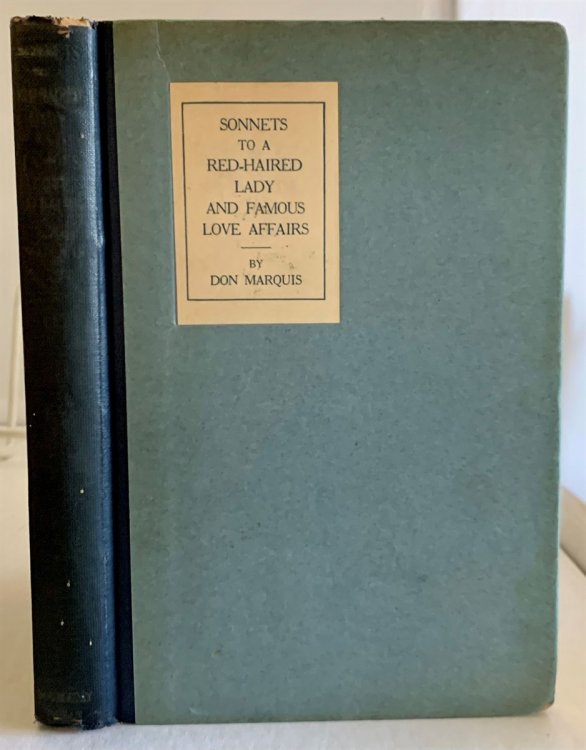 SONNETS
TO A
RED-HAIRED
LADY
AND FAMOUS
LOVE AFFAIRS
BY
DON MARQUIS